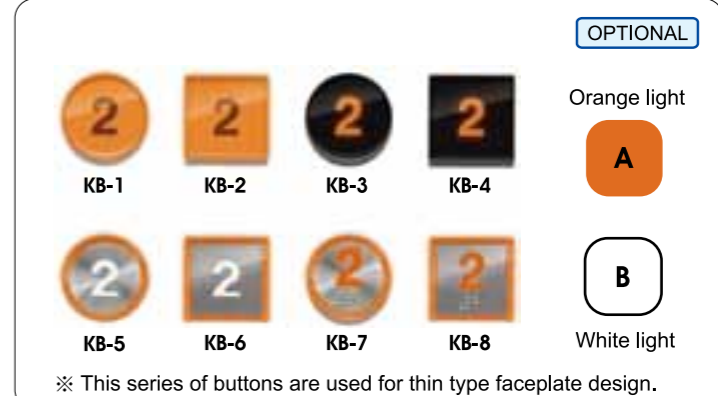 OPTIONAL
2 2 2 2
KB-1 KB-2 KB-3 KB-4
Orange light
A
2 2 2 2
KB-5 KB-6 KB-7 KB-8
B
White light
※ This series of buttons are used for thin type faceplate design.